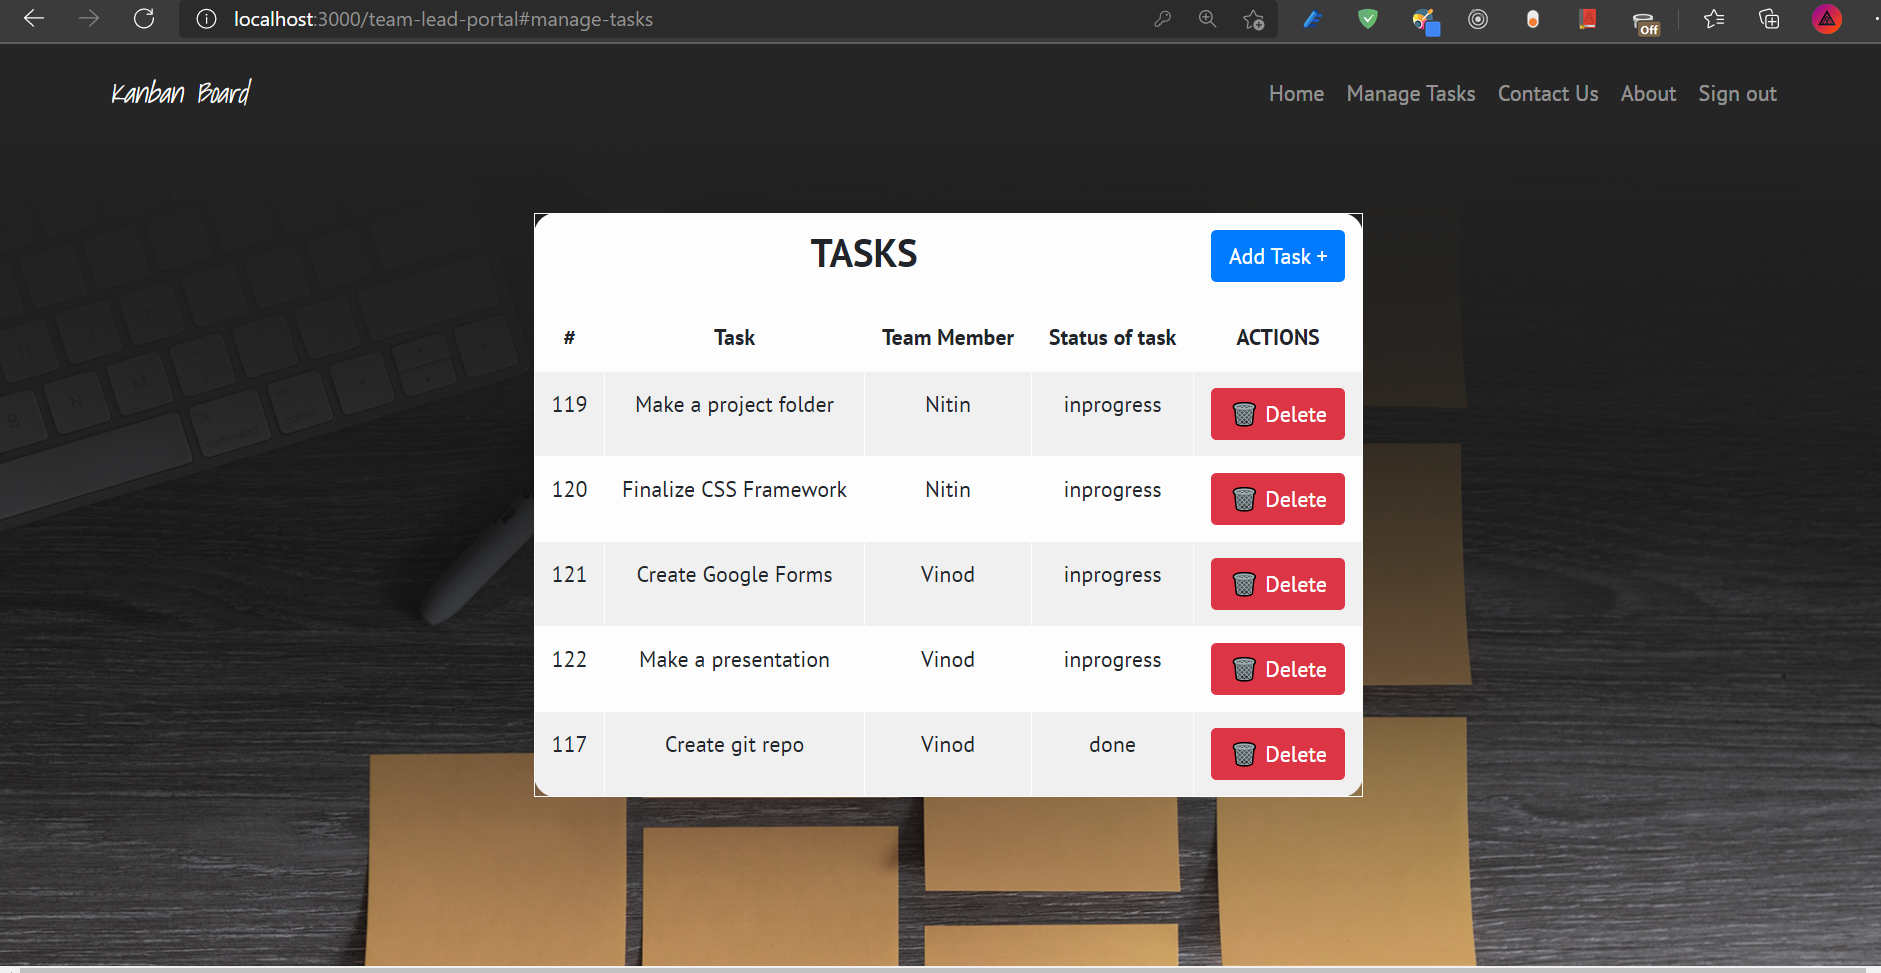 localhost:3000/team-lead-portal#manage-tasks
Off
Kanban Board
Home Manage Tasks Contact Us About Sign out
TASKS
Add Task +
# Task Team Member Status of task ACTIONS
119 Make a project folder Nitin inprogress Delete
120 Finalize CSS Framework Nitin inprogress Delete
121 Create Google Forms Vinod inprogress Delete
122 Make a presentation Vinod inprogress Delete
117 Create git repo Vinod done Delete